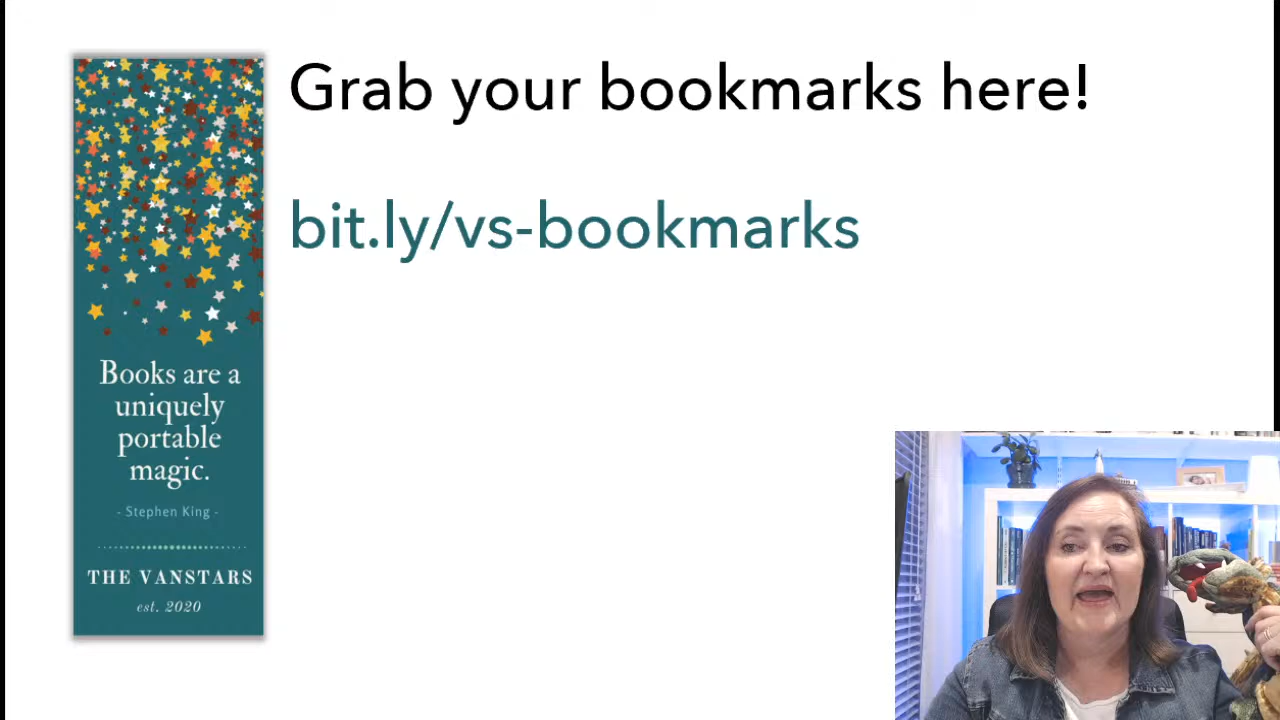 Grab your bookmarks here!
bit.ly/vs-bookmarks
Books are a
uniquely
portable
magic.
- Stephen King -
THE VANSTARS
est. 2020